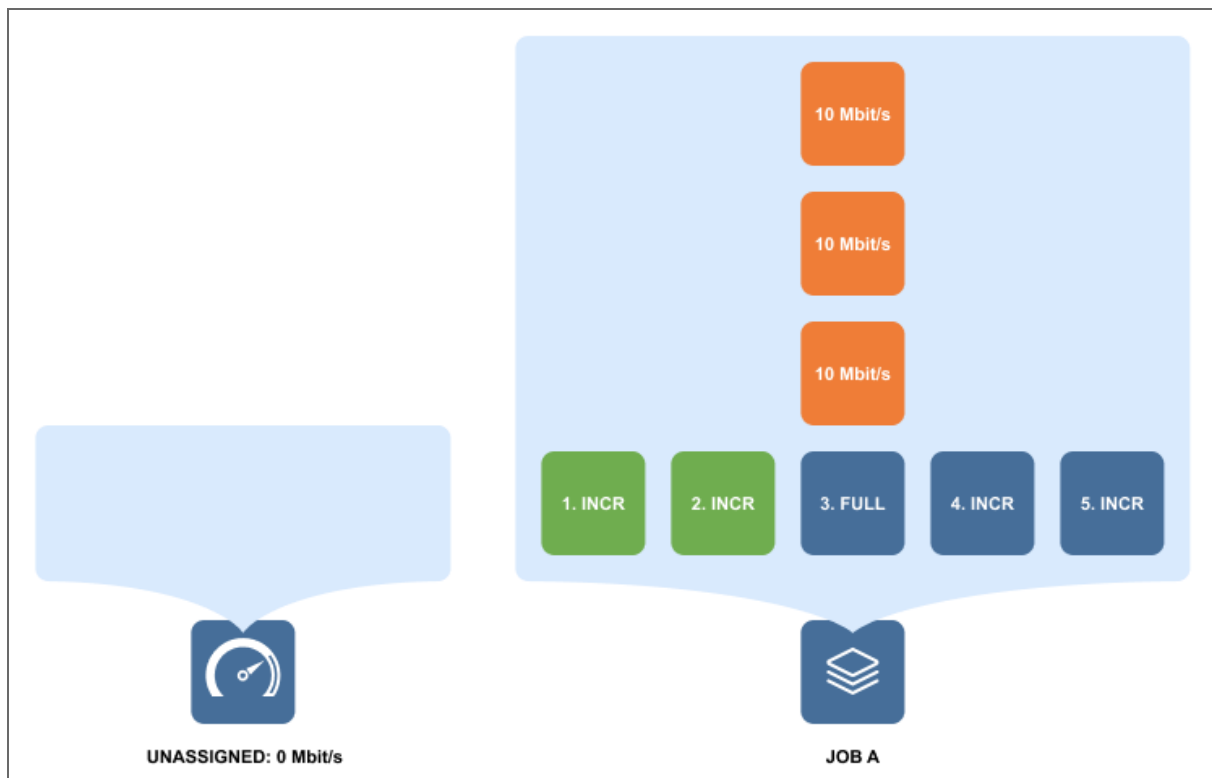 10 Mbit/s
10 Mbit/s
10 Mbit/s
1. INCR
2. INCR
3. FULL
4. INCR
5. INCR
UNASSIGNED: 0 Mbit/s
JOB A